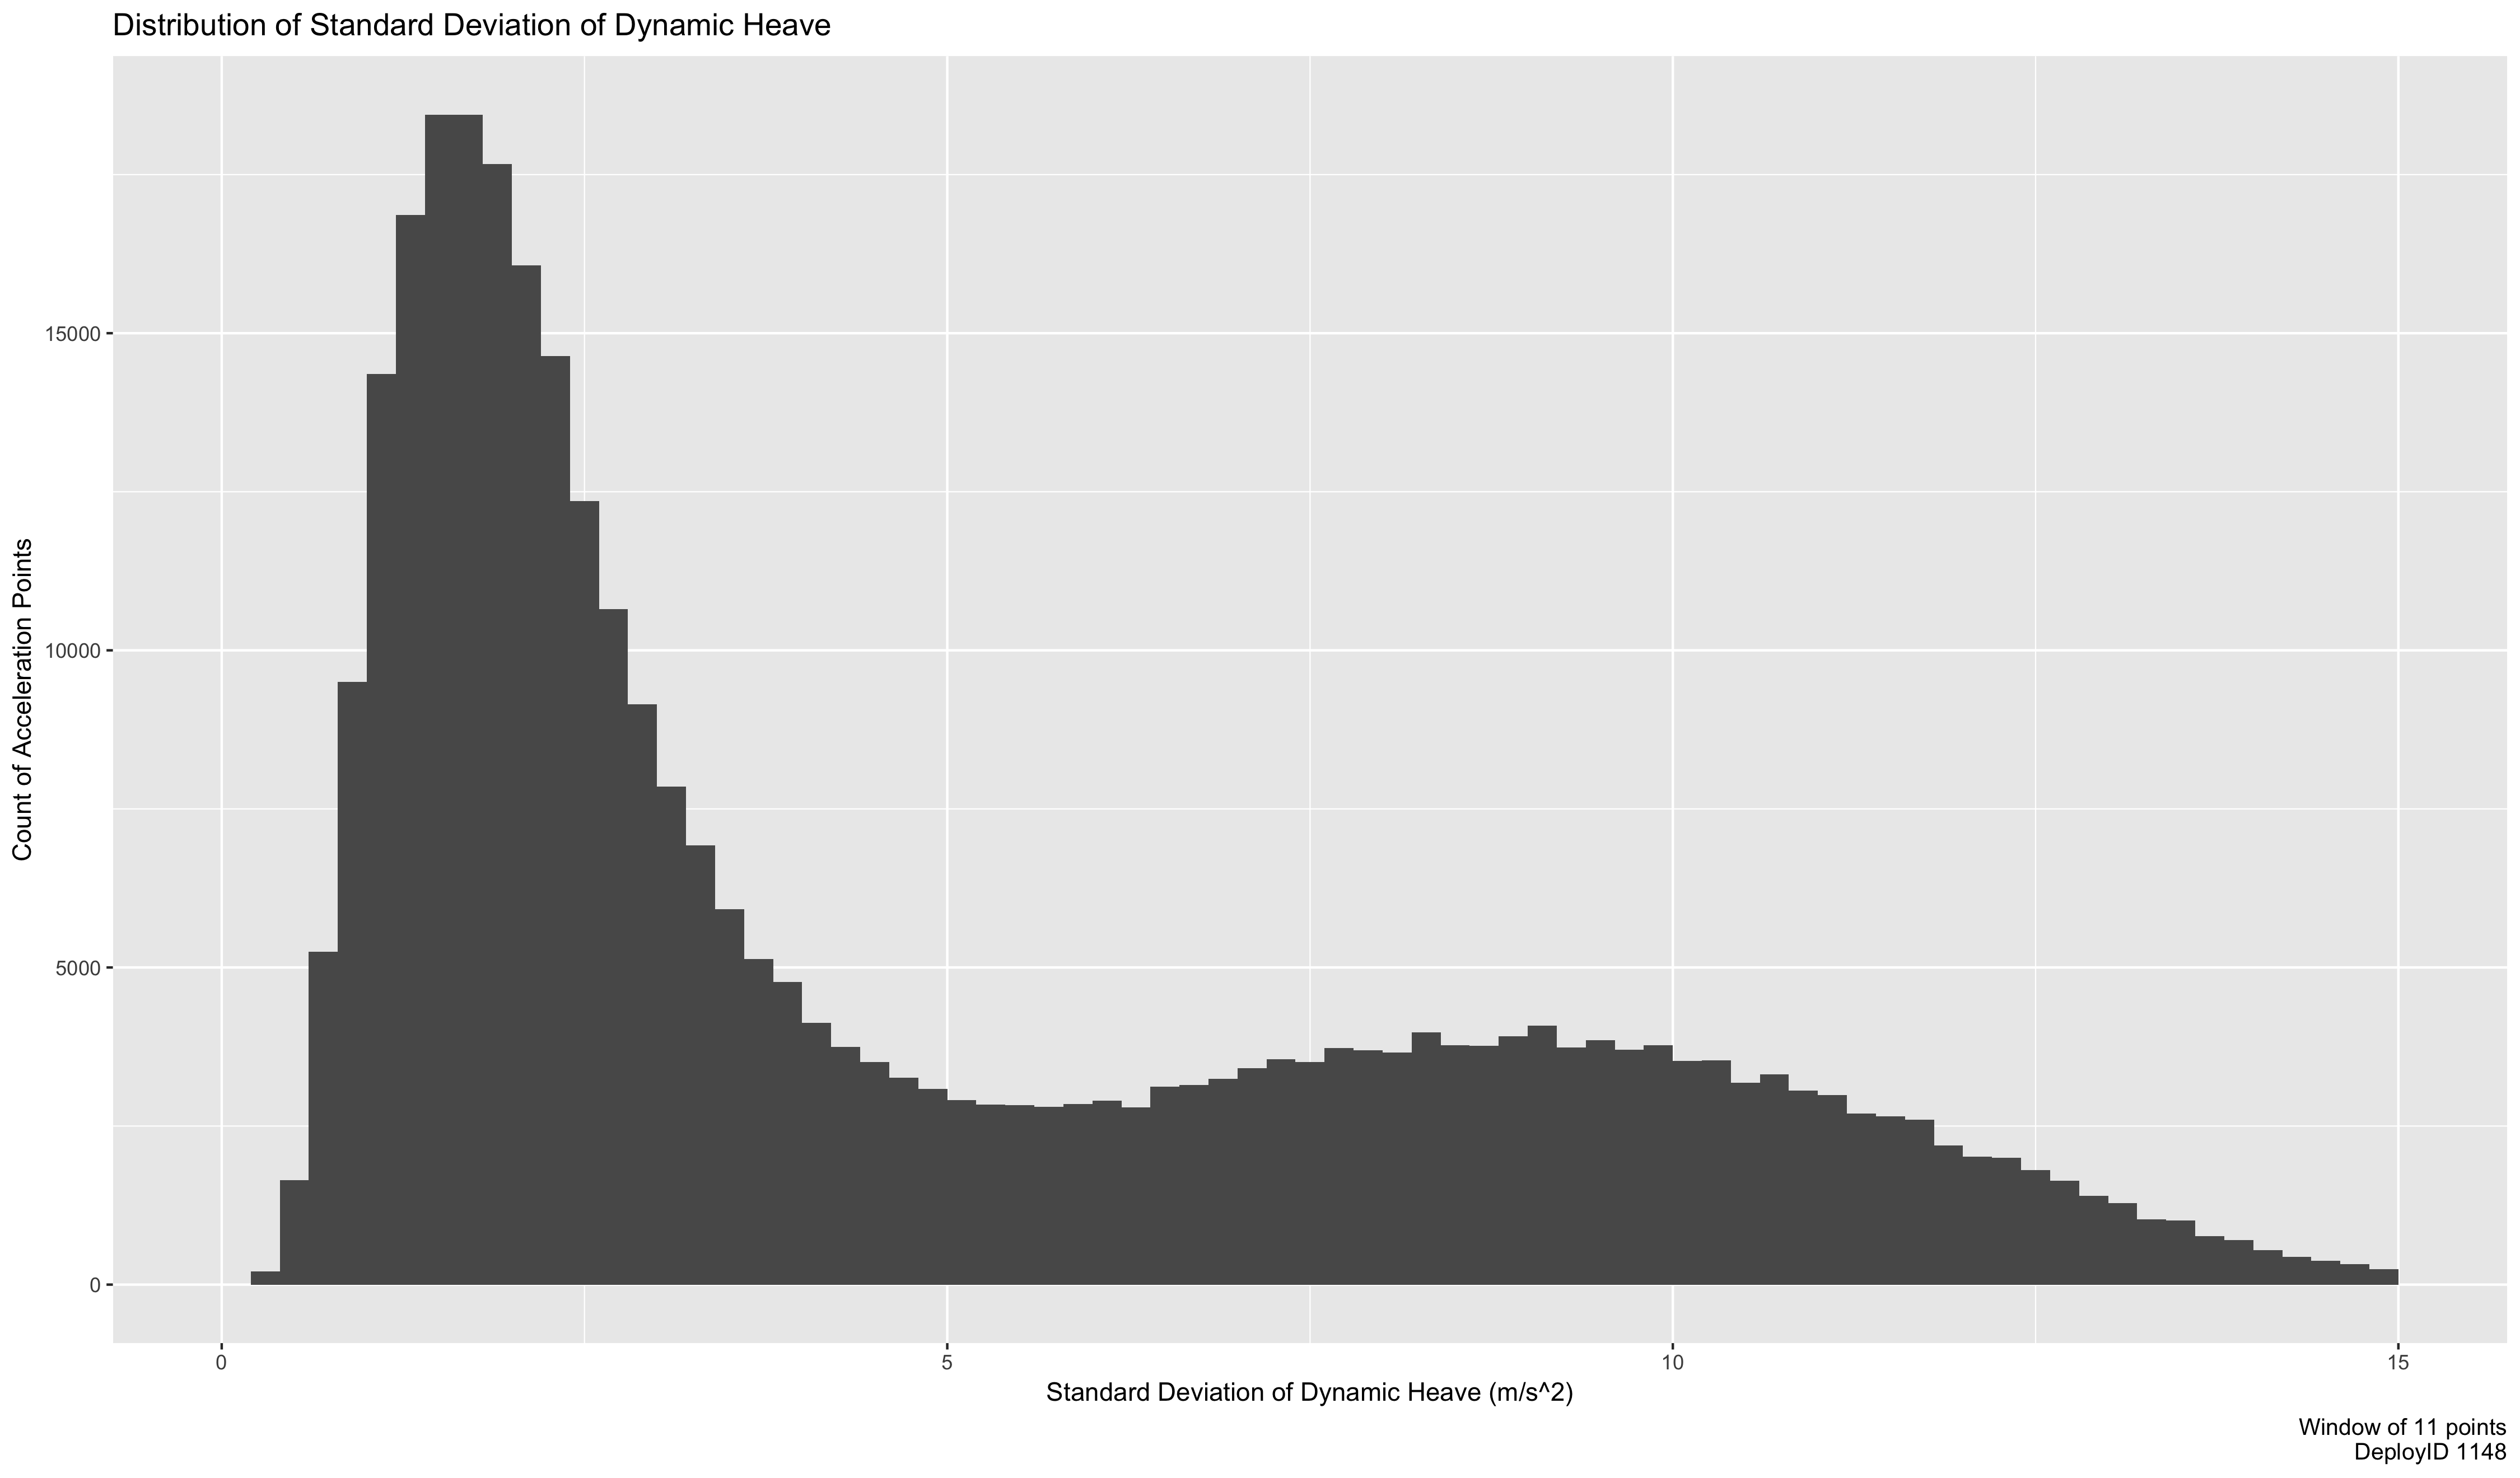 Distribution of Standard Deviation of Dynamic Heave
Count of Acceleration Points
15000
10000
5000
0
0
5
10
15
Standard Deviation of Dynamic Heave (m/s^2)
Window of 11 points
DeployID 1148